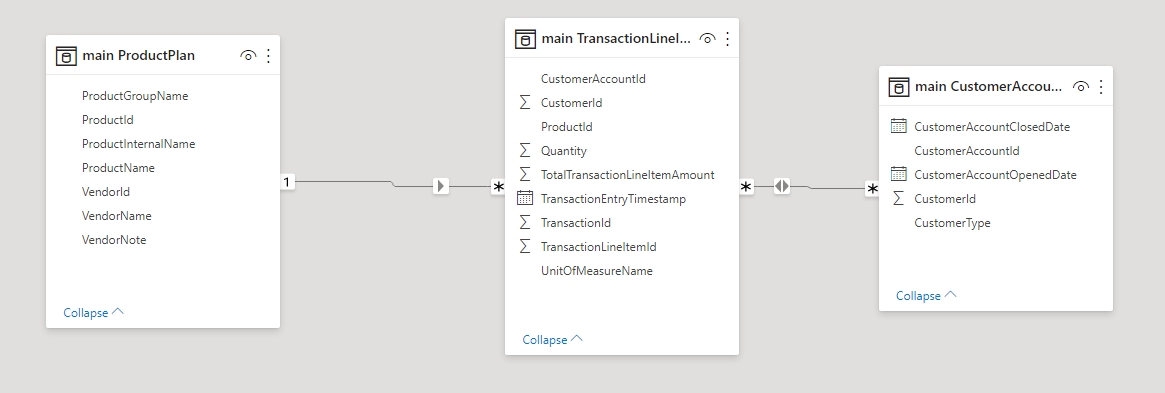 main ProductPlan
ProductGroupName
ProductId
ProductInternalName
ProductName
VendorId
VendorName
VendorNote
Collapse
1
*
main TransactionLineI...
CustomerAccountId
CustomerId
ProductId
Quantity
TotalTransactionLineItemAmount
TransactionEntryTimestamp
TransactionId
TransactionLineItemId
UnitOfMeasureName
Collapse
*
*
main CustomerAccou...
CustomerAccountClosedDate
CustomerAccountId
CustomerAccountOpenedDate
CustomerId
CustomerType
Collapse